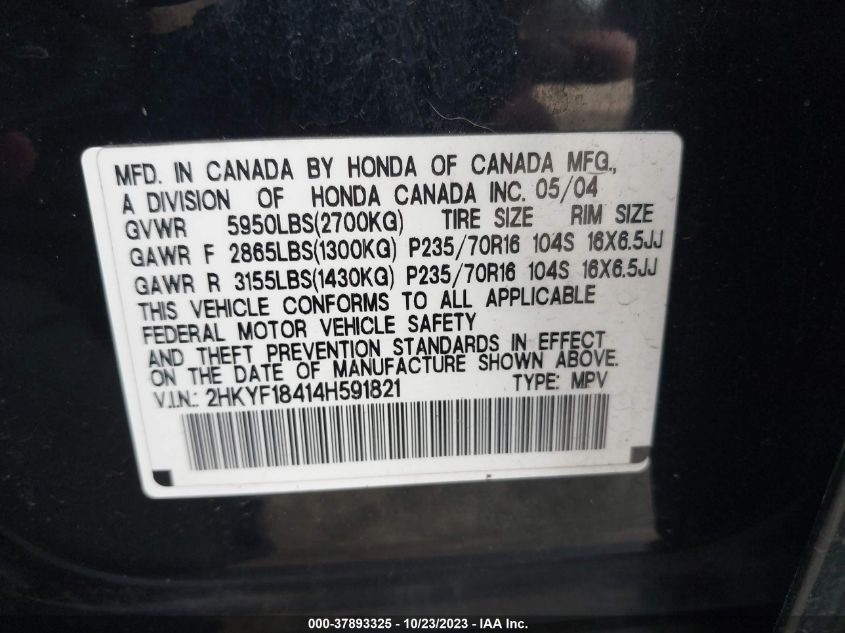 MFD. IN CANADA BY HONDA OF CANADA MFG.,
A DIVISION OF HONDA CANADA INC. 05/04
GVWR 5950LBS(2700KG) TIRE SIZE RIM SIZE
GAWR F 2865LBS(1300KG) P235/70R16 104S 16X6.5JJ
GAWR R 3155LBS(1430KG) P235/70R16 104S 16X6.5JJ
THIS VEHICLE CONFORMS TO ALL APPLICABLE
FEDERAL MOTOR VEHICLE SAFETY
AND THEFT PREVENTION STANDARDS IN EFFECT
ON THE DATE OF MANUFACTURE SHOWN ABOVE.
V.I.N.: 2HKYF18414H591821 TYPE: MPV
000-37893325 - 10/23/2023 - IAA Inc.